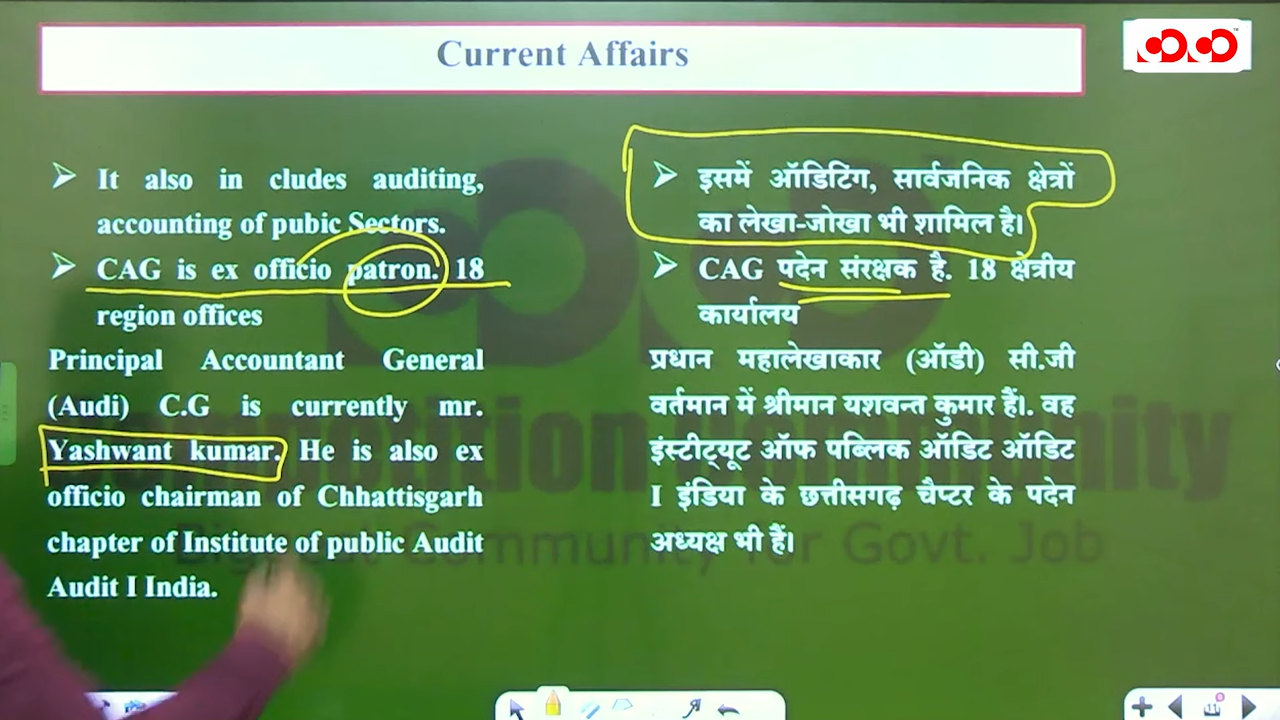 Current Affairs
It also in cludes auditing,
accounting of pubic Sectors.
CAG is ex officio patron. 18
region offices
Principal Accountant General
(Audi) C.G is currently mr.
Yashwant kumar. He is also ex
officio chairman of Chhattisgarh
chapter of Institute of public Audit
Audit I India.
इसमें ऑडिटिंग, सार्वजनिक क्षेत्रों
का लेखा-जोखा भी शामिल है।
CAG पदेन संरक्षक है. 18 क्षेत्रीय
कार्यालय
प्रधान महालेखाकार (ऑडी) सी.जी
वर्तमान में श्रीमान यशवन्त कुमार हैं।. वह
इंस्टीट्यूट ऑफ पब्लिक ऑडिट ऑडिट
I इंडिया के छत्तीसगढ़ चैप्टर के पदेन
अध्यक्ष भी हैं।
11